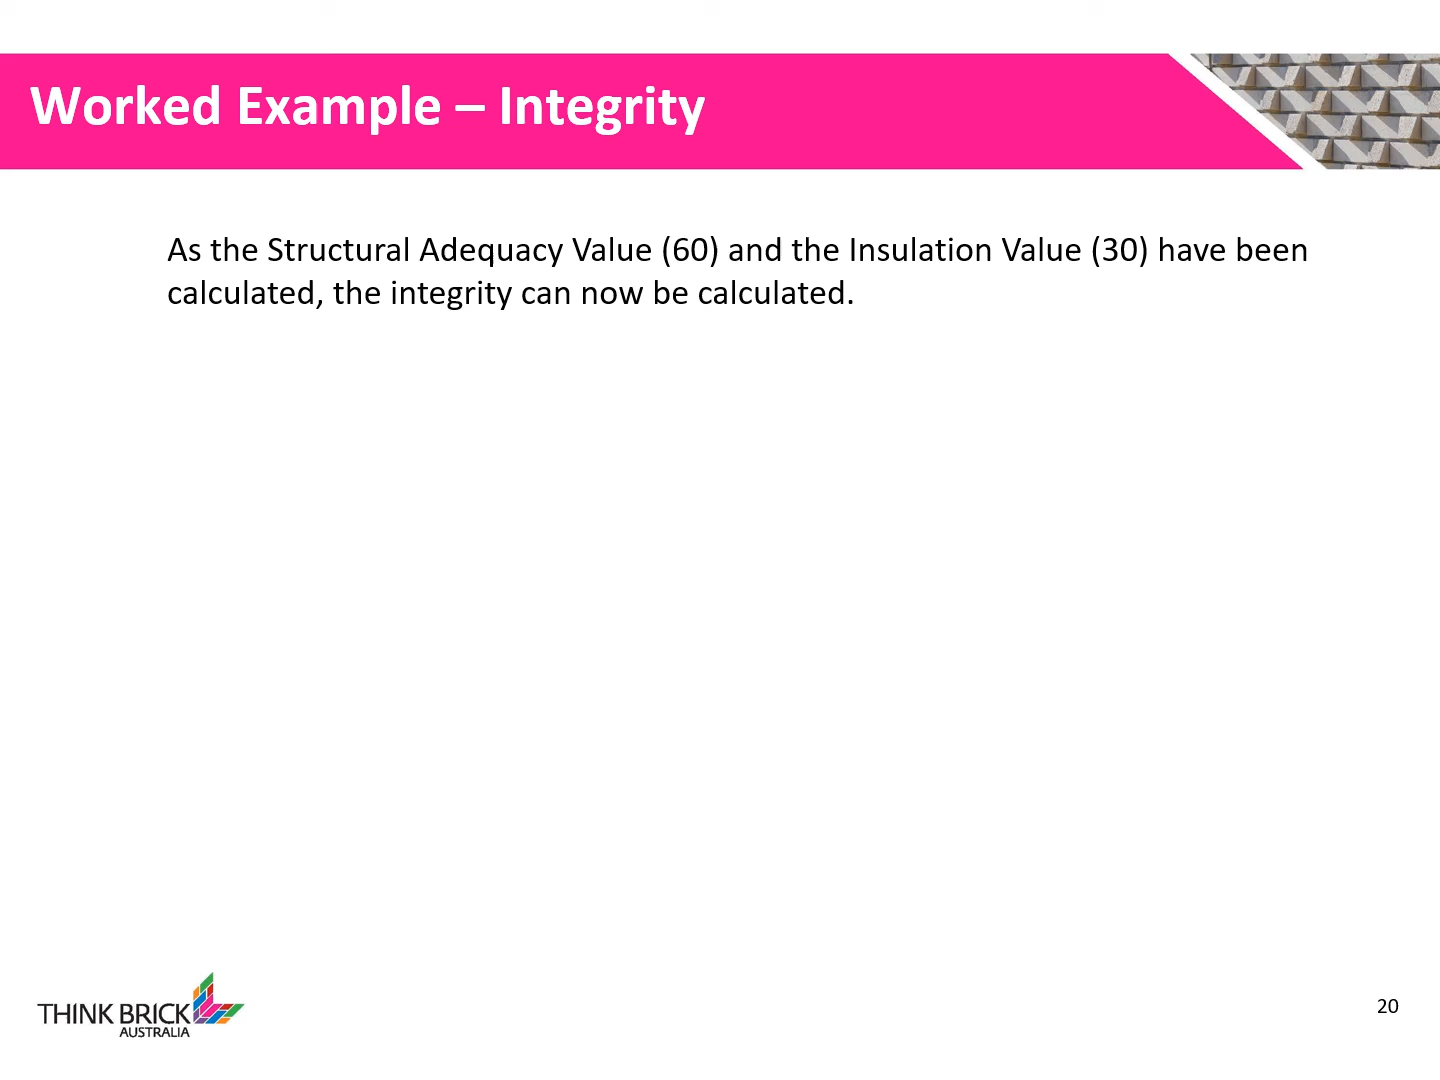 Worked Example – Integrity
As the Structural Adequacy Value (60) and the Insulation Value (30) have been
calculated, the integrity can now be calculated.
THINK BRICK
AUSTRALIA
20